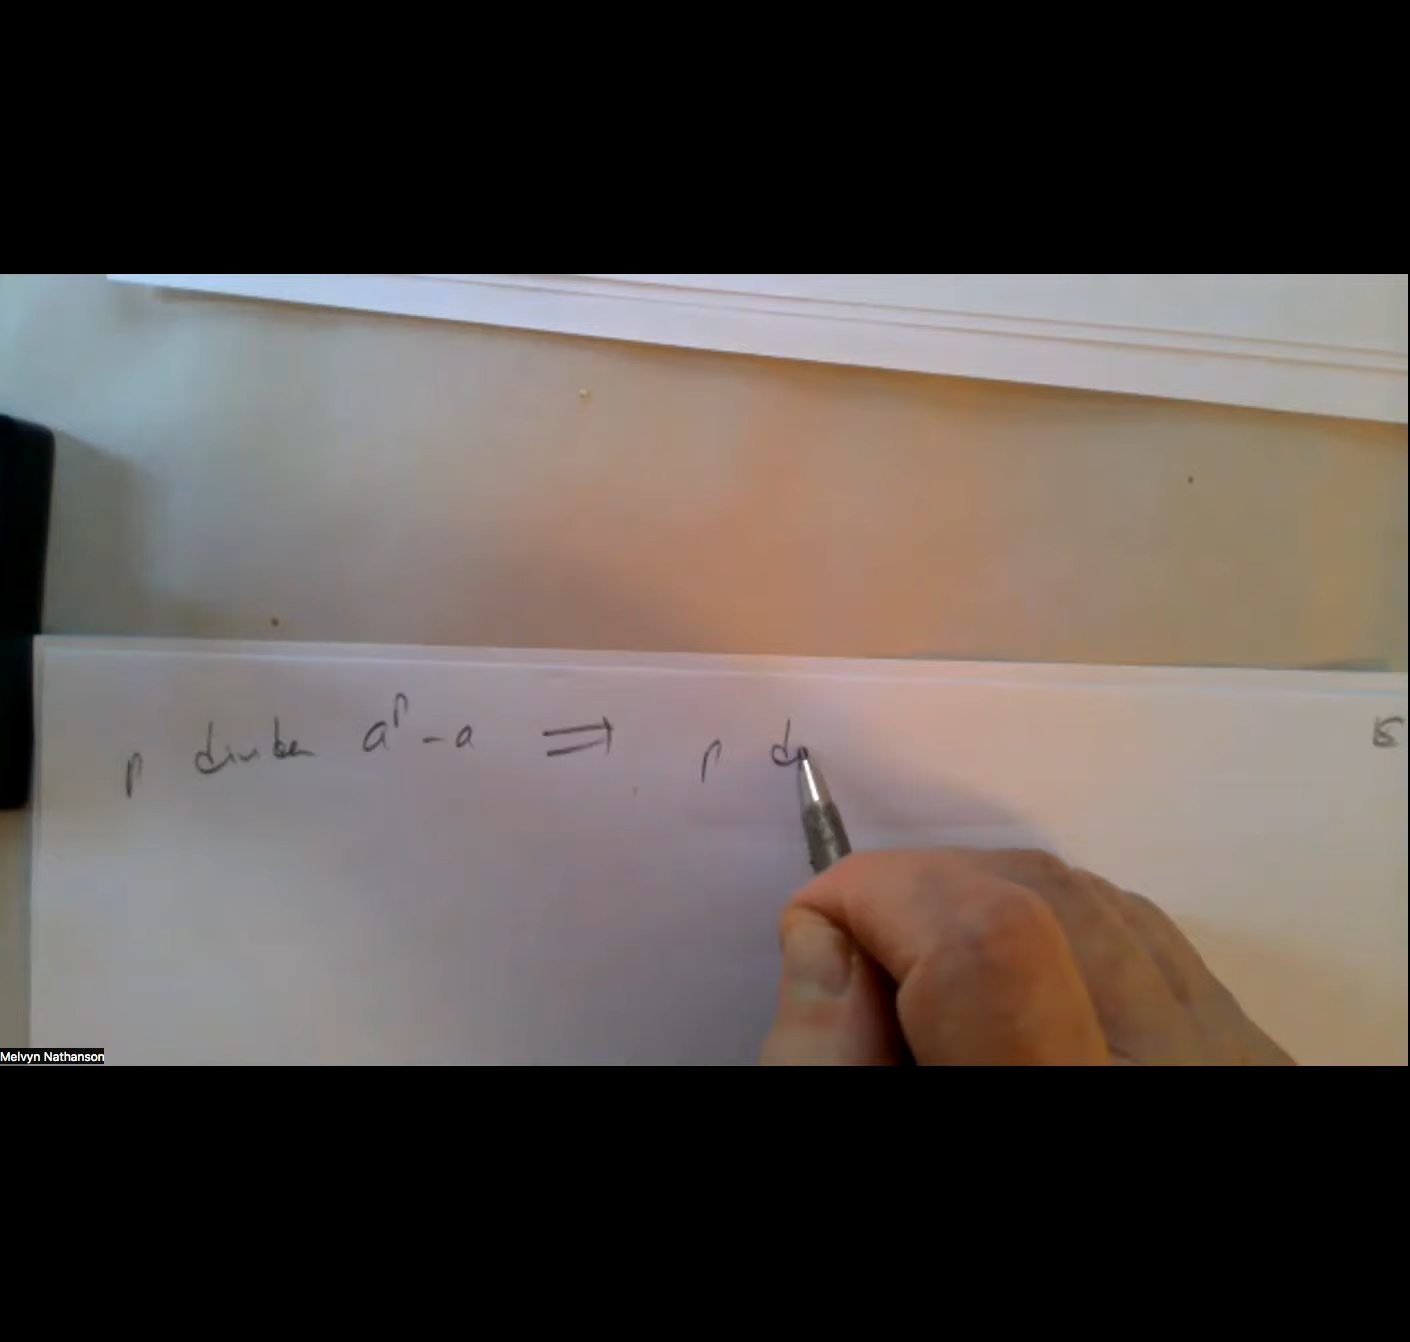 p divides a^p - a ⟹ p d
15
Melvyn Nathanson